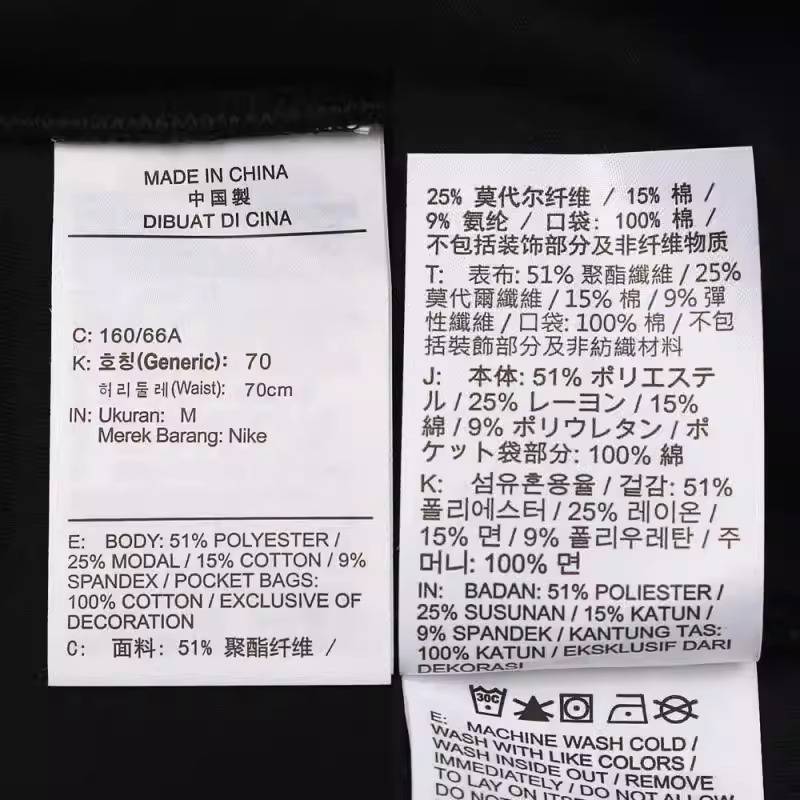 MADE IN CHINA
中国製
DIBUAT DI CINA
C: 160/66A
K: 호칭(Generic): 70
허리둘레(Waist): 70cm
IN: Ukuran: M
Merek Barang: Nike
E: BODY: 51% POLYESTER /
25% MODAL / 15% COTTON / 9%
SPANDEX / POCKET BAGS:
100% COTTON / EXCLUSIVE OF
DECORATION
C: 面料: 51% 聚酯纤维 /
25% 莫代尔纤维 / 15% 棉 /
9% 氨纶 / 口袋: 100% 棉 /
不包括装饰部分及非纤维物质
T: 表布: 51% 聚酯纖維 / 25%
莫代爾纖維 / 15% 棉 / 9% 彈
性纖維 / 口袋: 100% 棉 / 不包
括裝飾部分及非紡織材料
J: 本体: 51% ポリエステ
ル / 25% レーヨン / 15%
綿 / 9% ポリウレタン / ポ
ケット袋部分: 100% 綿
K: 섬유혼용율 / 겉감: 51%
폴리에스터 / 25% 레이온 /
15% 면 / 9% 폴리우레탄 / 주
머니: 100% 면
IN: BADAN: 51% POLIESTER /
25% SUSUNAN / 15% KATUN /
9% SPANDEK / KANTUNG TAS:
100% KATUN / EKSKLUSIF DARI
DEKORASI
30C
E: MACHINE WASH COLD /
WASH WITH LIKE COLORS /
WASH INSIDE OUT / REMOVE
IMMEDIATELY / DO NOT ALLOW
TO LAY ON
DO NOT